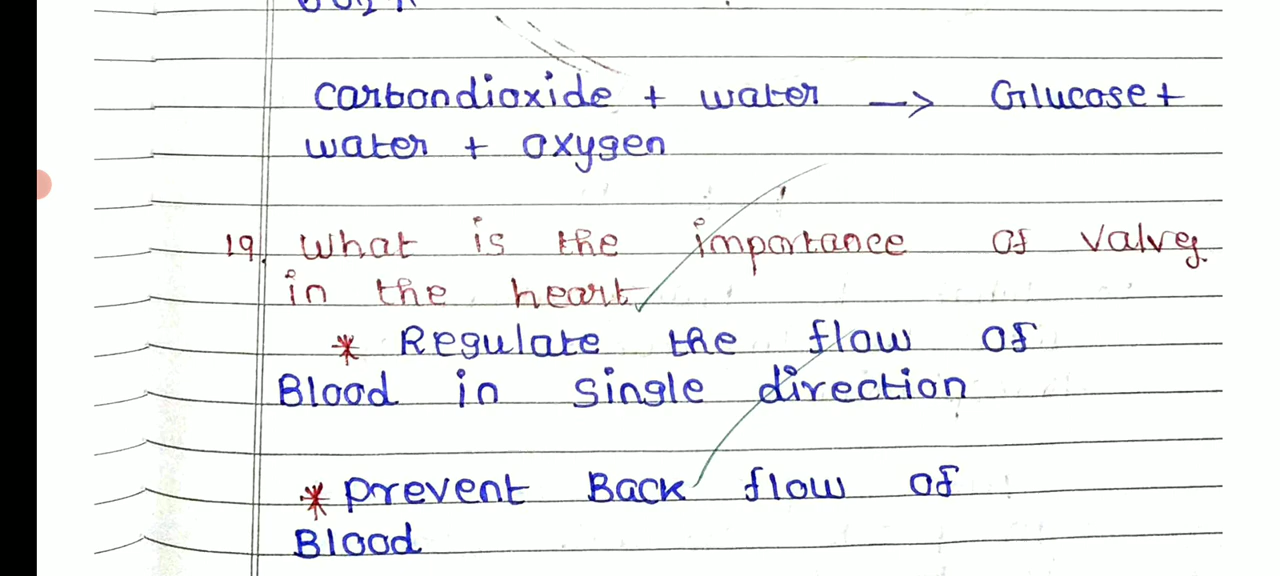 Carbondioxide + water -> Glucose +
water + oxygen
19. What is the importance of valves
in the heart
* Regulate the flow of
Blood in single direction
* prevent Back flow of
Blood